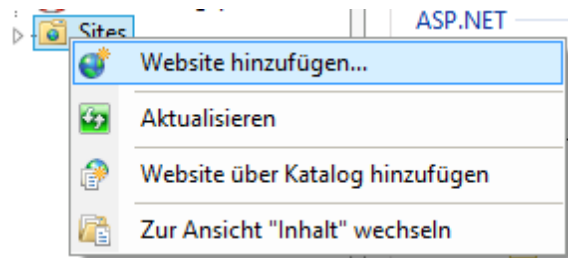 ASP.NET
Sites
Website hinzufügen...
Aktualisieren
Website über Katalog hinzufügen
Zur Ansicht "Inhalt" wechseln